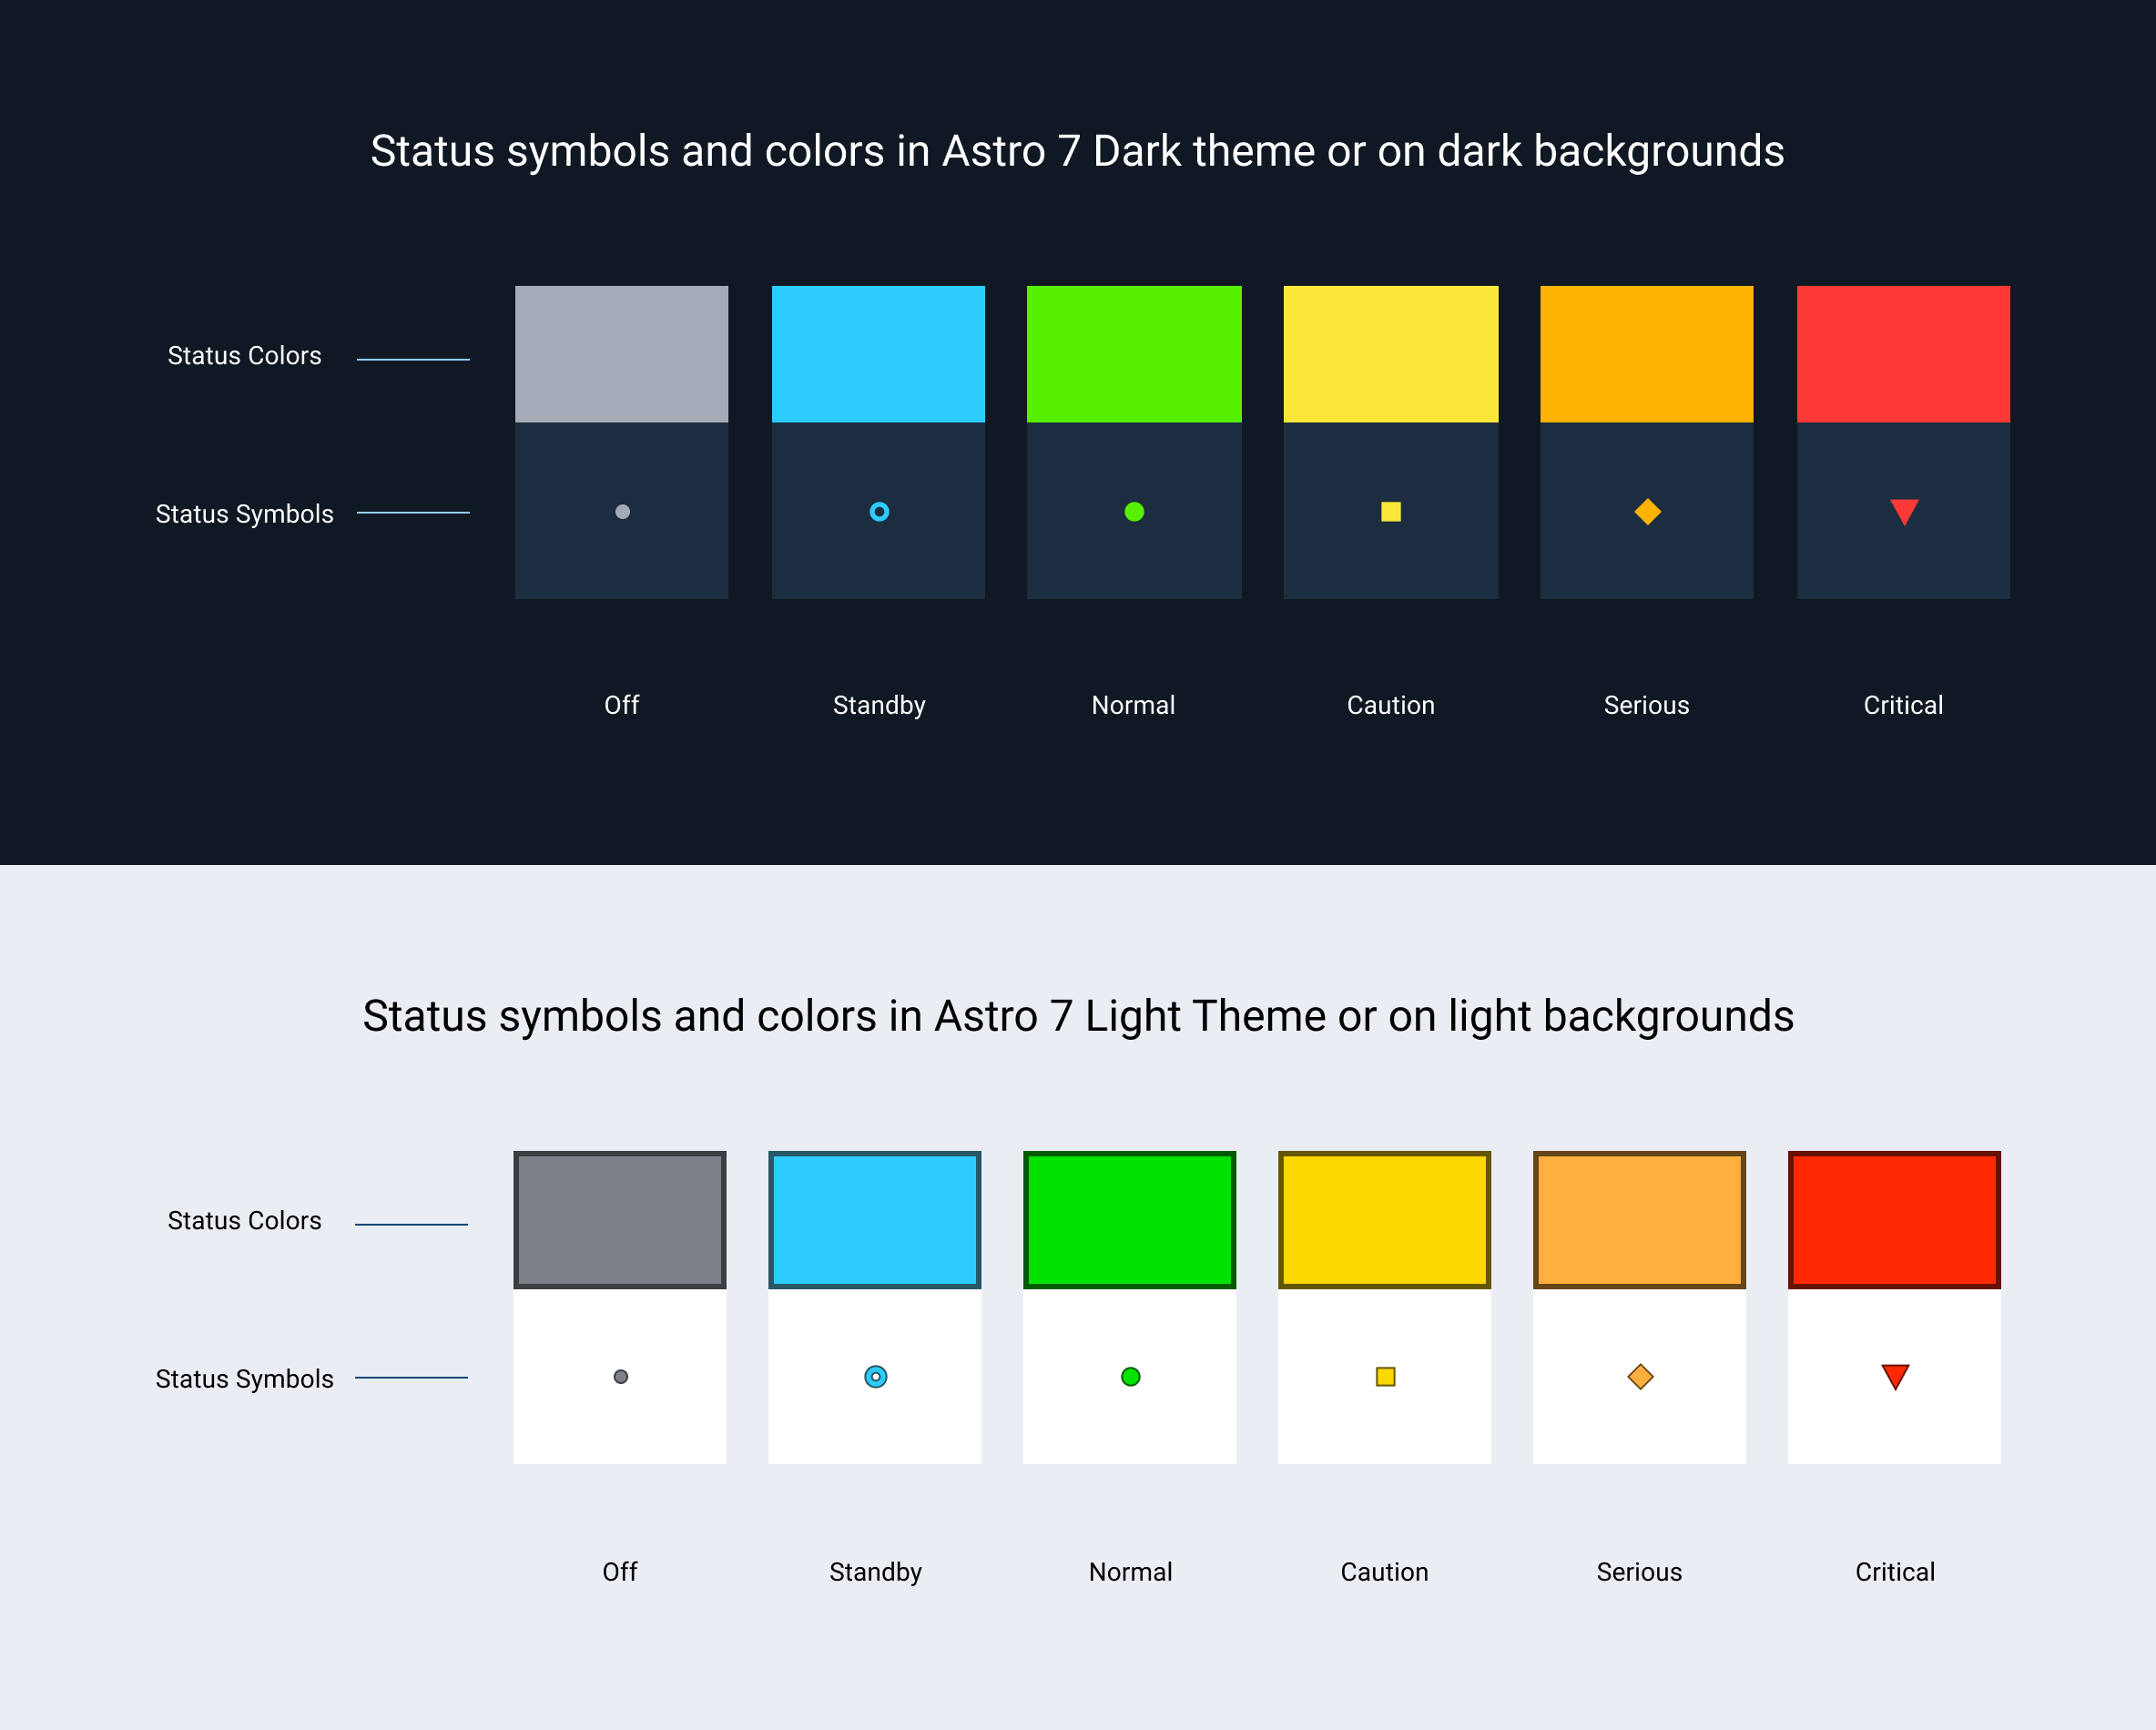 Status symbols and colors in Astro 7 Dark theme or on dark backgrounds
Status Colors
Status Symbols
Off Standby Normal Caution Serious Critical
Status symbols and colors in Astro 7 Light Theme or on light backgrounds
Status Colors
Status Symbols
Off Standby Normal Caution Serious Critical